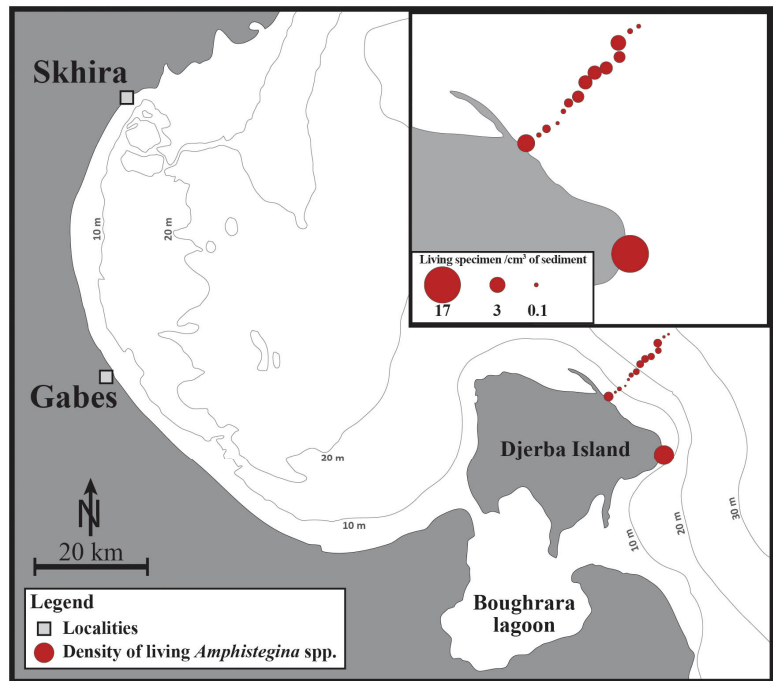 Skhira
Living specimen /cm³ of sediment
17 3 0.1
10 m
20 m
Gabes
Djerba Island
20 m
10 m
10 m
20 m
30 m
N
20 km
Boughrara
lagoon
Legend
Localities
Density of living Amphistegina spp.